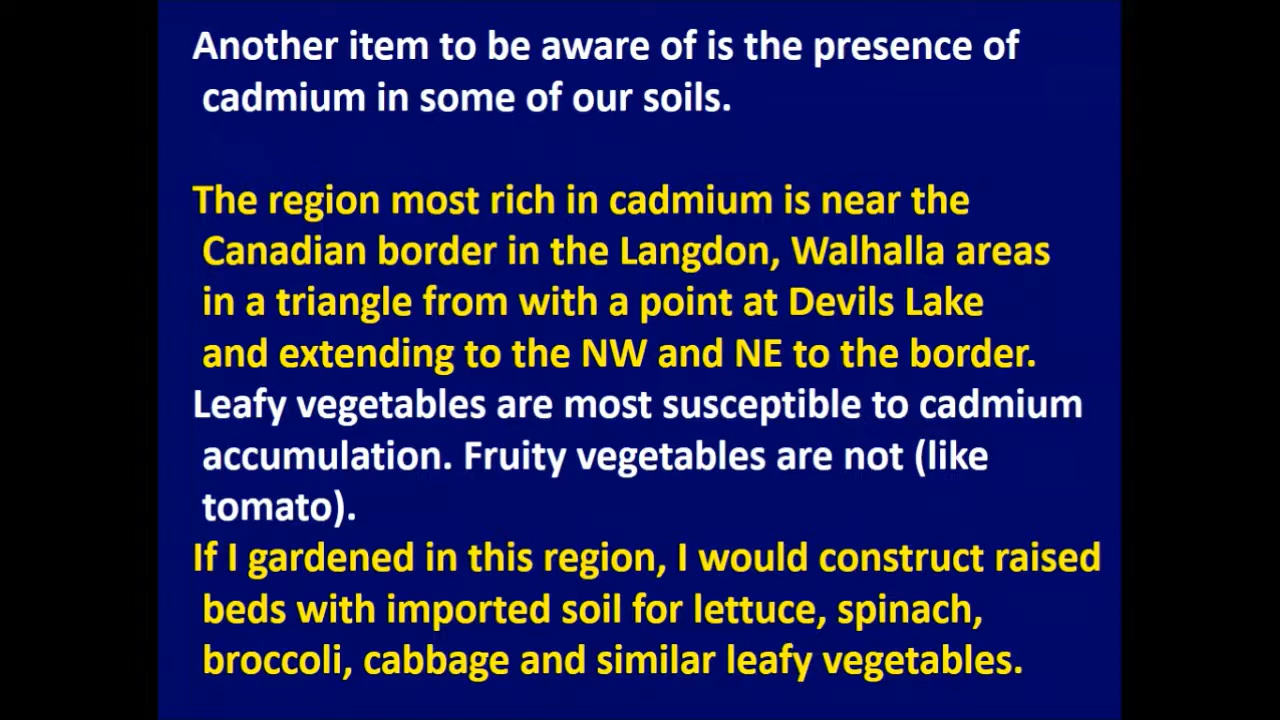 Another item to be aware of is the presence of
cadmium in some of our soils.
The region most rich in cadmium is near the
Canadian border in the Langdon, Walhalla areas
in a triangle from with a point at Devils Lake
and extending to the NW and NE to the border.
Leafy vegetables are most susceptible to cadmium
accumulation. Fruity vegetables are not (like
tomato).
If I gardened in this region, I would construct raised
beds with imported soil for lettuce, spinach,
broccoli, cabbage and similar leafy vegetables.